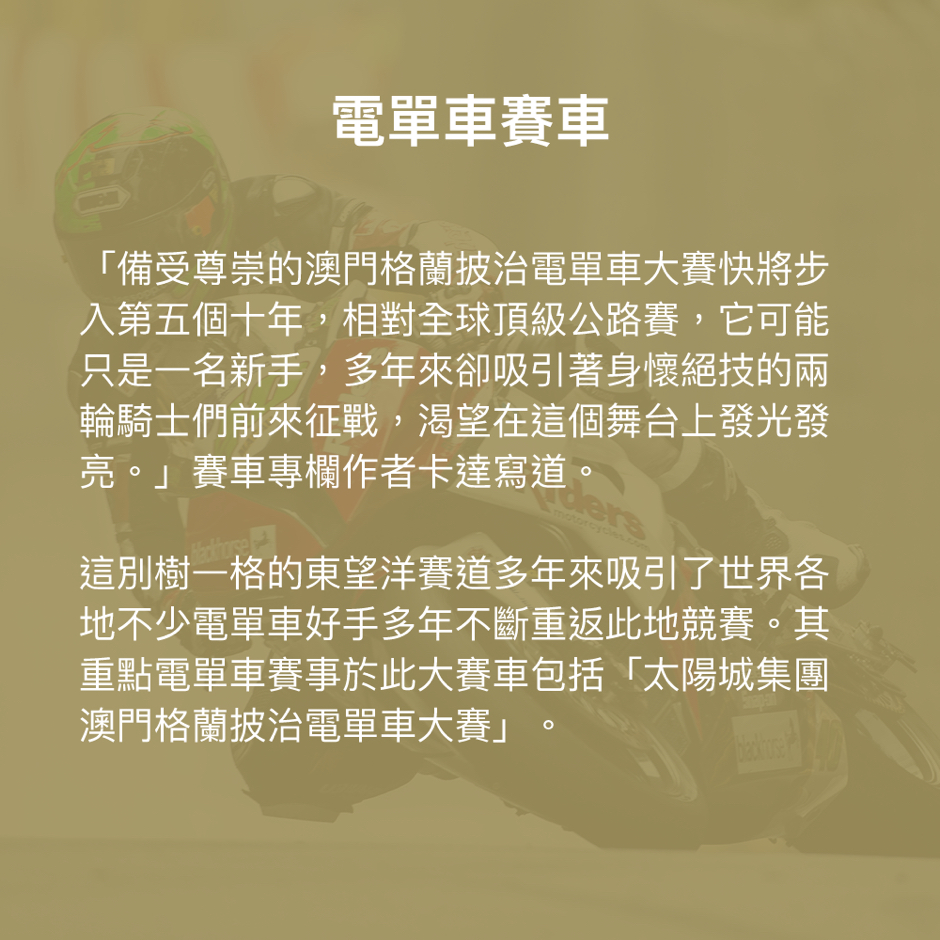 電單車賽車
「備受尊崇的澳門格蘭披治電單車大賽快將步
入第五個十年，相對全球頂級公路賽，它可能
只是一名新手，多年來卻吸引著身懷絕技的兩
輪騎士們前來征戰，渴望在這個舞台上發光發
亮。」賽車專欄作者卡達寫道。
這別樹一格的東望洋賽道多年來吸引了世界各
地不少電單車好手多年不斷重返此地競賽。其
重點電單車賽事於此大賽車包括「太陽城集團
澳門格蘭披治電單車大賽」。
blackhorse
blackhorse